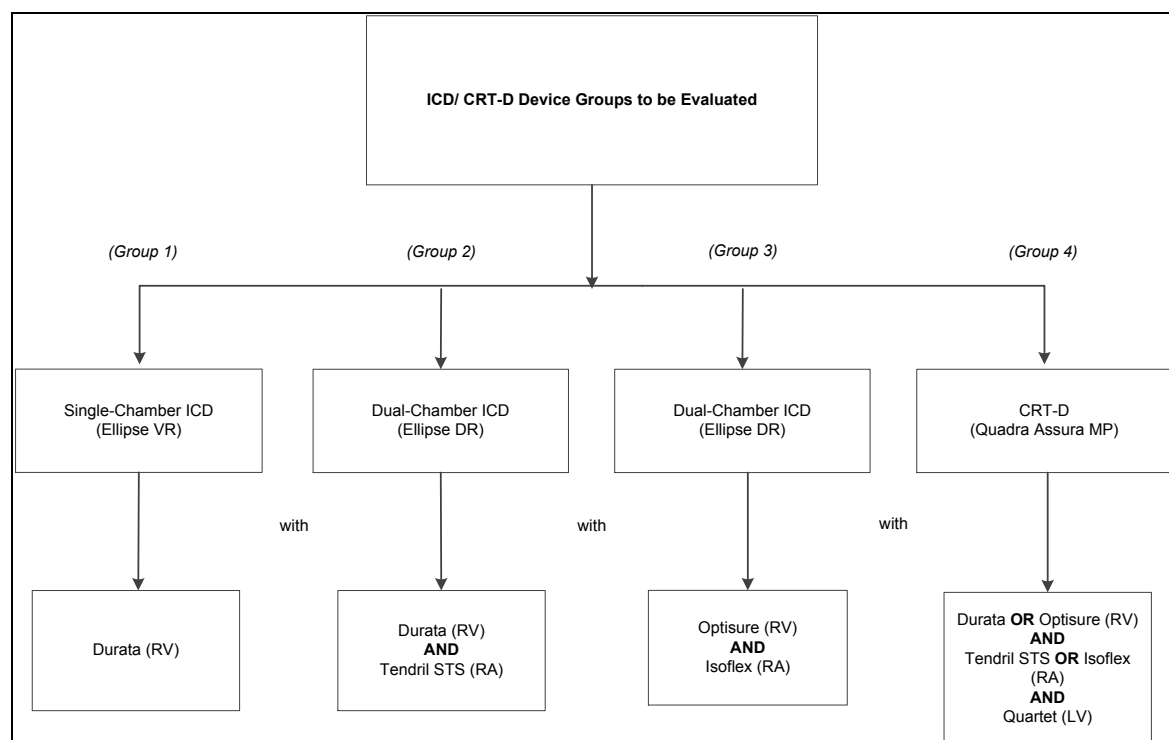 ICD/ CRT-D Device Groups to be Evaluated
(Group 1)
(Group 2)
(Group 3)
(Group 4)
Single-Chamber ICD
(Ellipse VR)
Dual-Chamber ICD
(Ellipse DR)
Dual-Chamber ICD
(Ellipse DR)
CRT-D
(Quadra Assura MP)
with
with
with
Durata (RV)
Durata (RV)
AND
Tendril STS (RA)
Optisure (RV)
AND
Isoflex (RA)
Durata OR Optisure (RV)
AND
Tendril STS OR Isoflex
(RA)
AND
Quartet (LV)